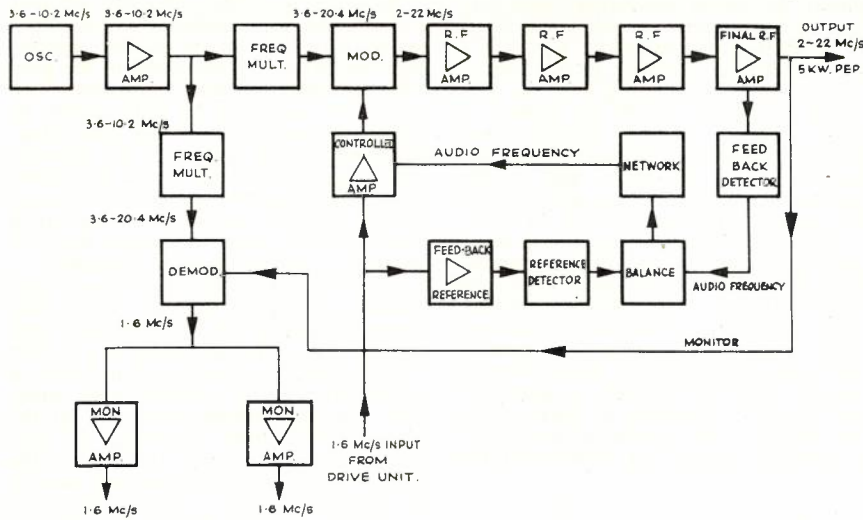 3·6-10·2 Mc/s
3·6-10·2 Mc/s
3·6-20·4 Mc/s
2-22 Mc/s
OUTPUT
2-22 Mc/s
5 KW. PEP
OSC.
AMP.
FREQ
MULT.
MOD.
R.F
AMP.
R.F
AMP.
R.F
AMP.
FINAL R.F
AMP
3·6-10·2 Mc/s
FREQ.
MULT.
CONTROLLED
AMP
AUDIO FREQUENCY
NETWORK
FEED
BACK
DETECTOR
3·6-20·4 Mc/s
DEMOD.
FEED-BACK
REFERENCE
REFERENCE
DETECTOR
BALANCE
AUDIO FREQUENCY
1·6 Mc/s
MONITOR
MON
AMP.
MON.
AMP.
1·6 Mc/s INPUT
FROM
DRIVE UNIT.
1·6 Mc/s
1·6 Mc/s